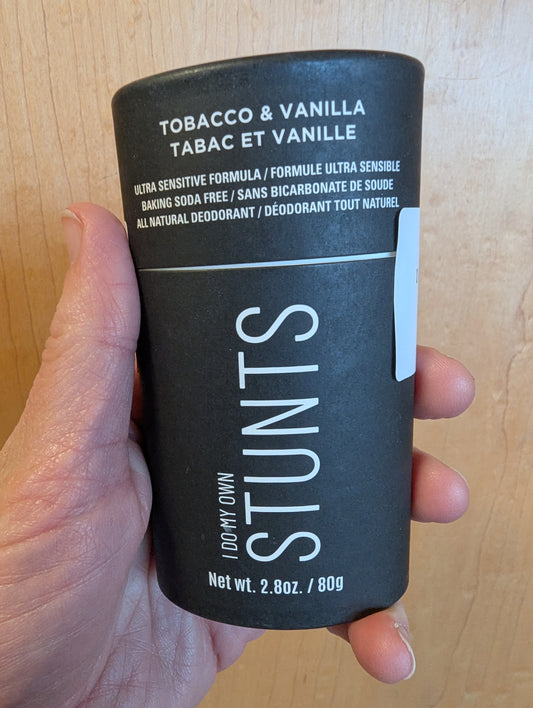 TOBACCO & VANILLA
TABAC ET VANILLE
ULTRA SENSITIVE FORMULA / FORMULE ULTRA SENSIBLE
BAKING SODA FREE / SANS BICARBONATE DE SOUDE
ALL NATURAL DEODORANT / DÉODORANT TOUT NATUREL
I DO MY OWN
STUNTS
Net wt. 2.8oz. / 80g